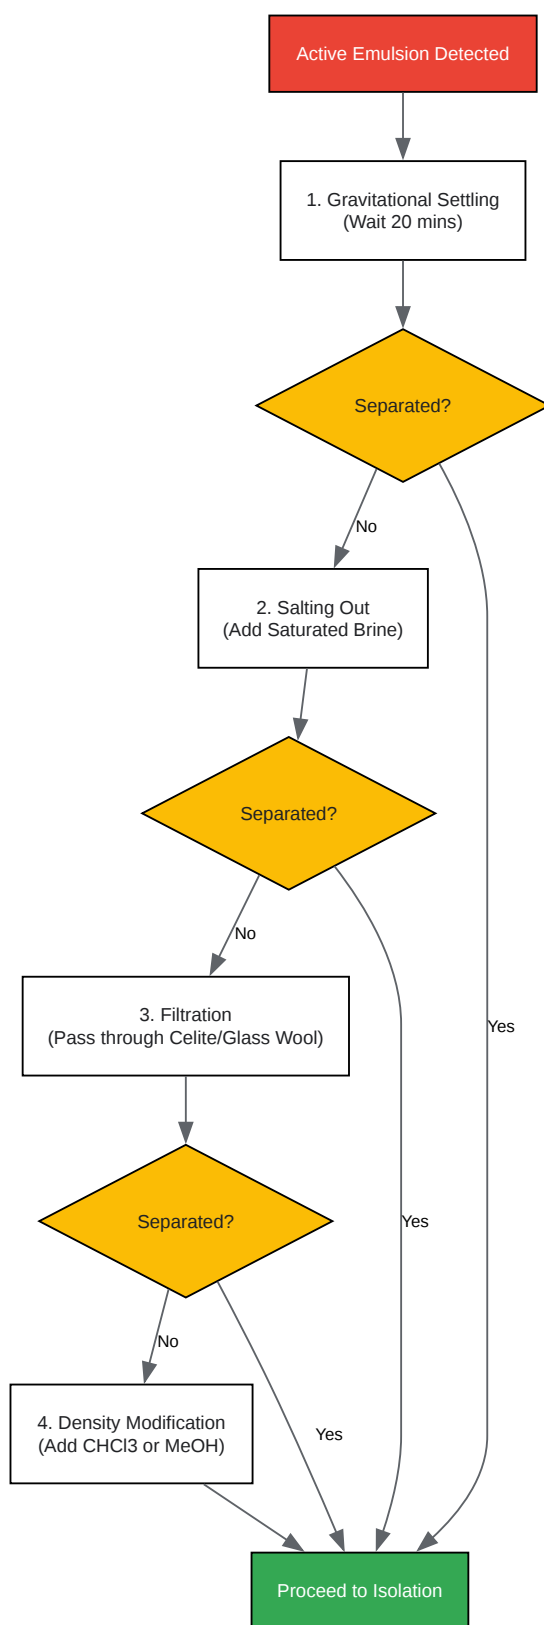 Active Emulsion Detected
1. Gravitational Settling
(Wait 20 mins)
Separated?
No
2. Salting Out
(Add Saturated Brine)
Separated?
No
3. Filtration
(Pass through Celite/Glass Wool)
Yes
Separated?
Yes
No
4. Density Modification
(Add CHCl3 or MeOH)
Yes
Proceed to Isolation